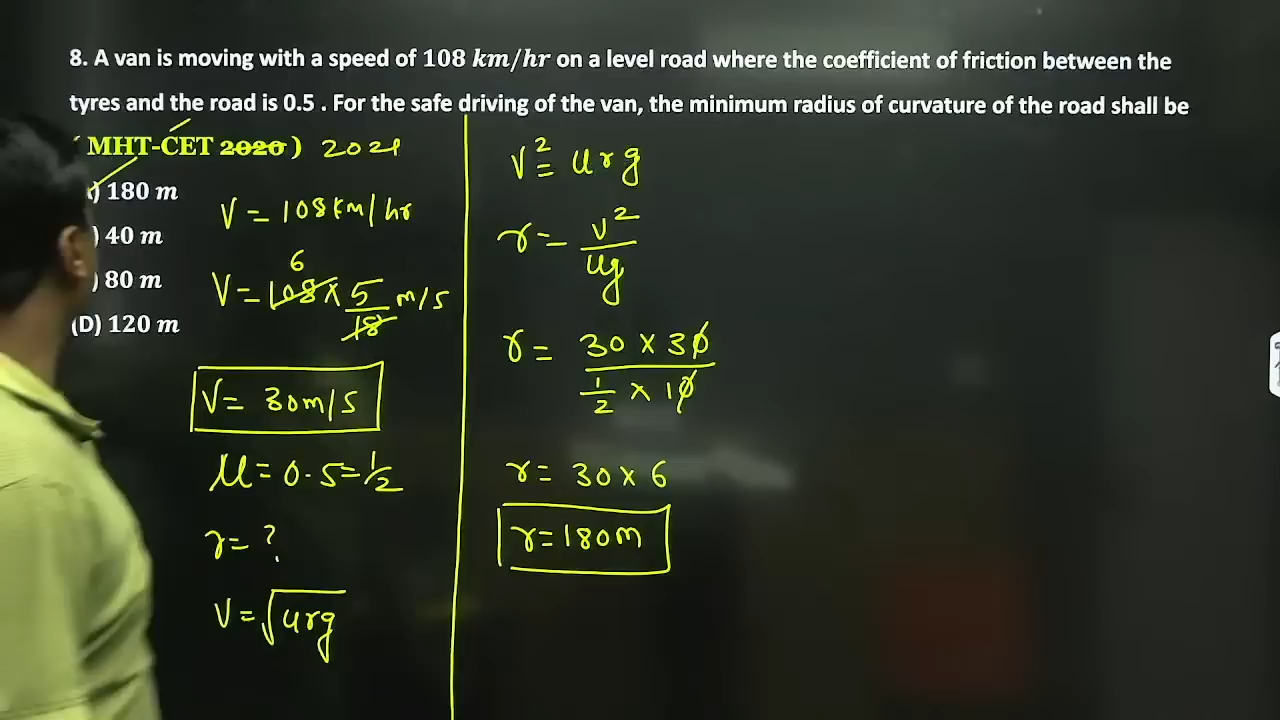 8. A van is moving with a speed of 108 km/hr on a level road where the coefficient of friction between the
tyres and the road is 0.5 . For the safe driving of the van, the minimum radius of curvature of the road shall be
MHT-CET 2020 ) 2021
) 180 m
) 40 m
) 80 m
(D) 120 m
V = 108 km/hr
6
V = 108 × 5/18 m/s
V = 30 m/s
μ = 0.5 = 1/2
r = ?
V = √μrg
V² = μrg
r = V²/μg
r = 30 × 30 / 1/2 × 10
r = 30 × 6
r = 180m